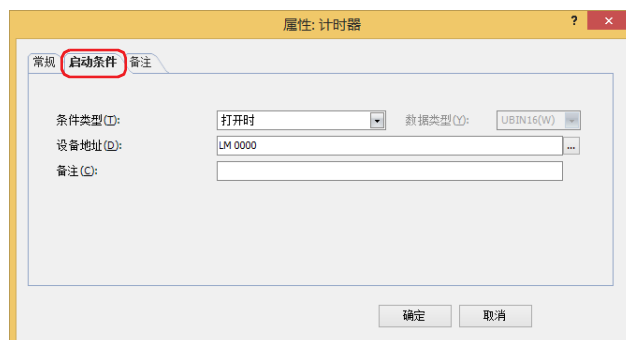 属性: 计时器 ?
常规 启动条件 备注
条件类型(T): 打开时 数据类型(Y): UBIN16(W)
设备地址(D): LM 0000 ...
备注(C):
确定 取消